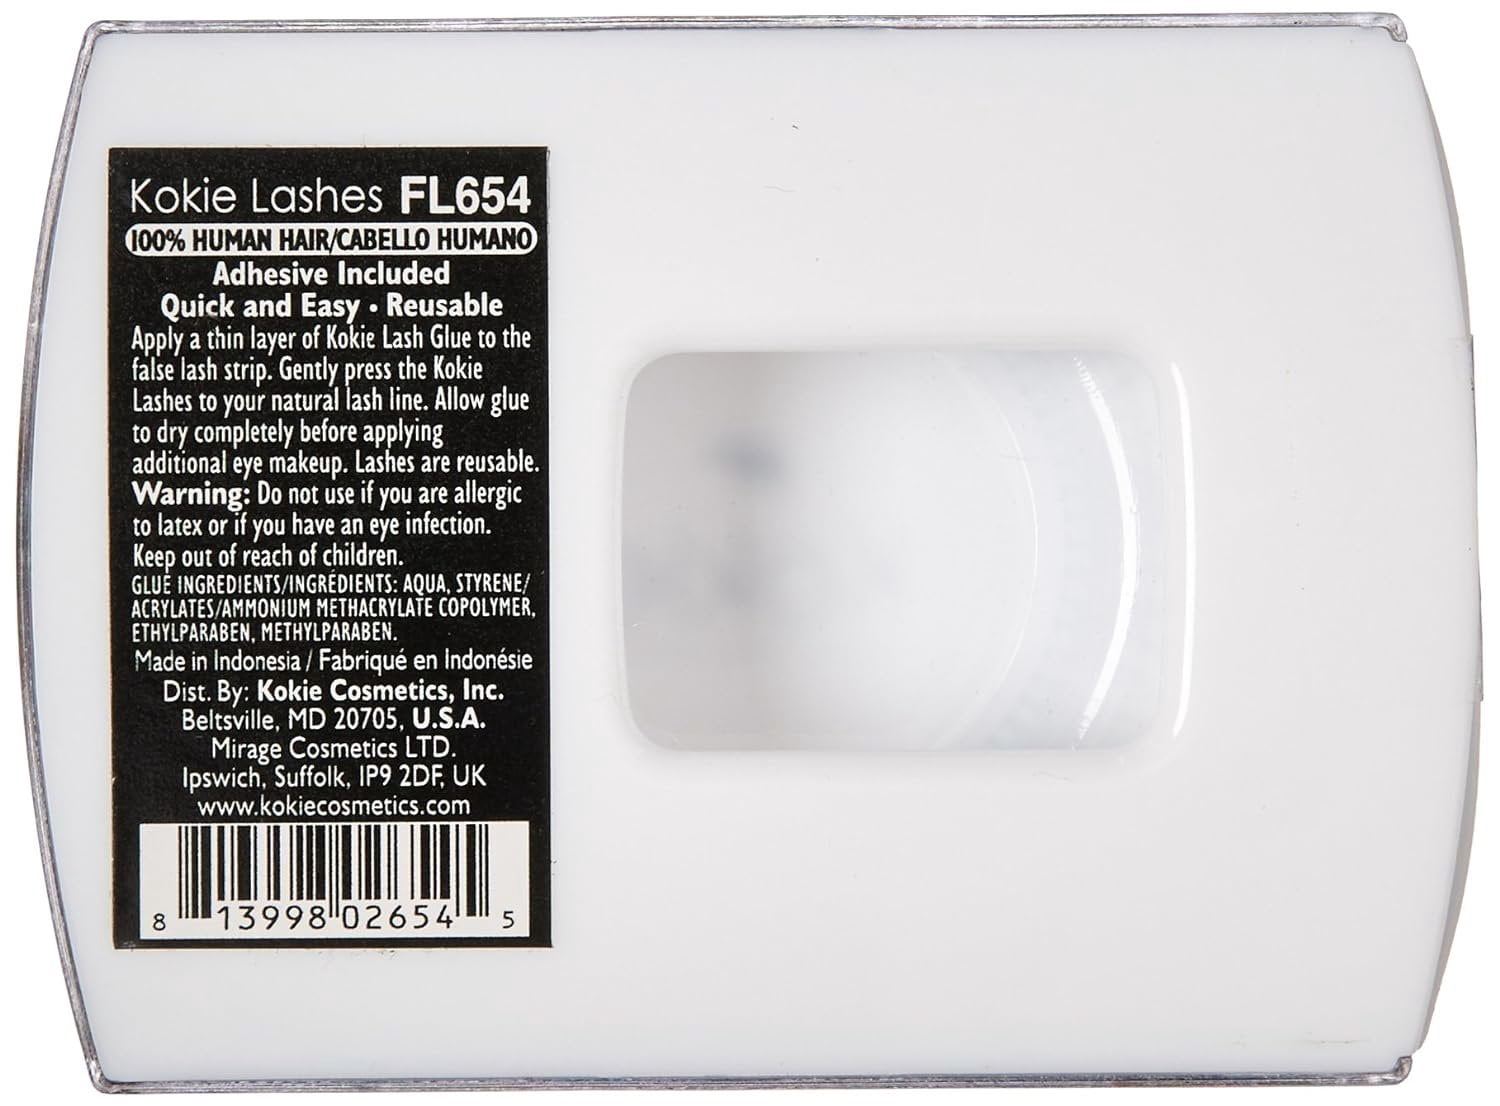 Kokie Lashes FL654
100% HUMAN HAIR/CABELLO HUMANO
Adhesive Included
Quick and Easy • Reusable
Apply a thin layer of Kokie Lash Glue to the
false lash strip. Gently press the Kokie
Lashes to your natural lash line. Allow glue
to dry completely before applying
additional eye makeup. Lashes are reusable.
Warning: Do not use if you are allergic
to latex or if you have an eye infection.
Keep out of reach of children.
GLUE INGREDIENTS/INGRÉDIENTS: AQUA, STYRENE/
ACRYLATES/AMMONIUM METHACRYLATE COPOLYMER,
ETHYLPARABEN, METHYLPARABEN.
Made in Indonesia / Fabriqué en Indonésie
Dist. By: Kokie Cosmetics, Inc.
Beltsville, MD 20705, U.S.A.
Mirage Cosmetics LTD.
Ipswich, Suffolk, IP9 2DF, UK
www.kokiecosmetics.com
8 13998 02654 5